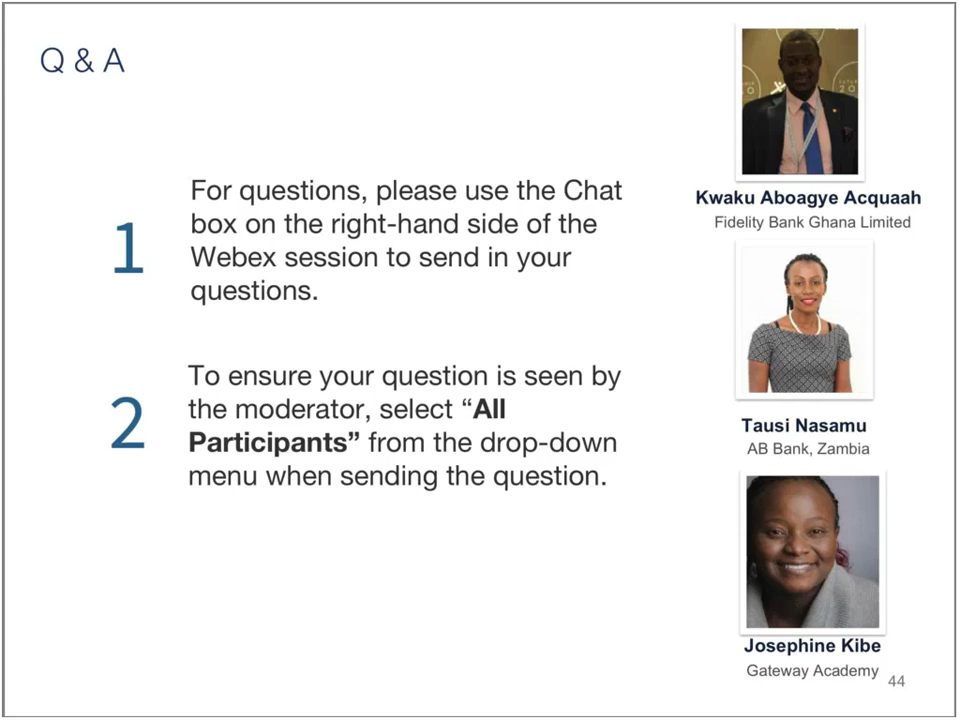 Q & A
1
For questions, please use the Chat
box on the right-hand side of the
Webex session to send in your
questions.
2
To ensure your question is seen by
the moderator, select “All
Participants” from the drop-down
menu when sending the question.
Kwaku Aboagye Acquaah
Fidelity Bank Ghana Limited
Tausi Nasamu
AB Bank, Zambia
Josephine Kibe
Gateway Academy
44